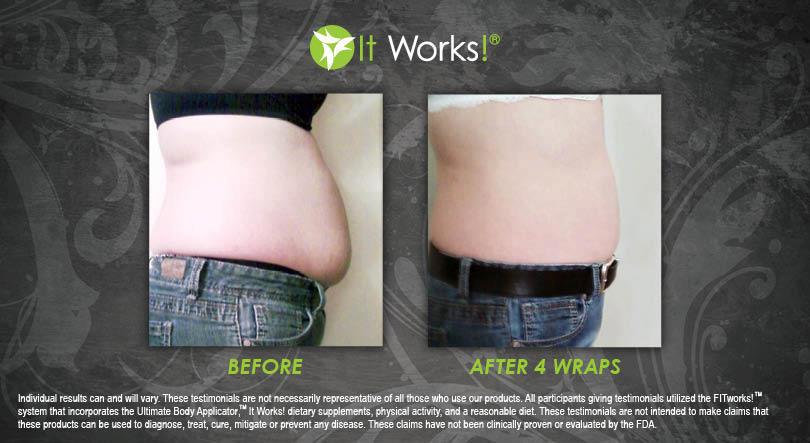 It Works!®
BEFORE
AFTER 4 WRAPS
Individual results can and will vary. These testimonials are not necessarily representative of all those who use our products. All participants giving testimonials utilized the FITworks!™
system that incorporates the Ultimate Body Applicator,™ It Works! dietary supplements, physical activity, and a reasonable diet. These testimonials are not intended to make claims that
these products can be used to diagnose, treat, cure, mitigate or prevent any disease. These claims have not been clinically proven or evaluated by the FDA.